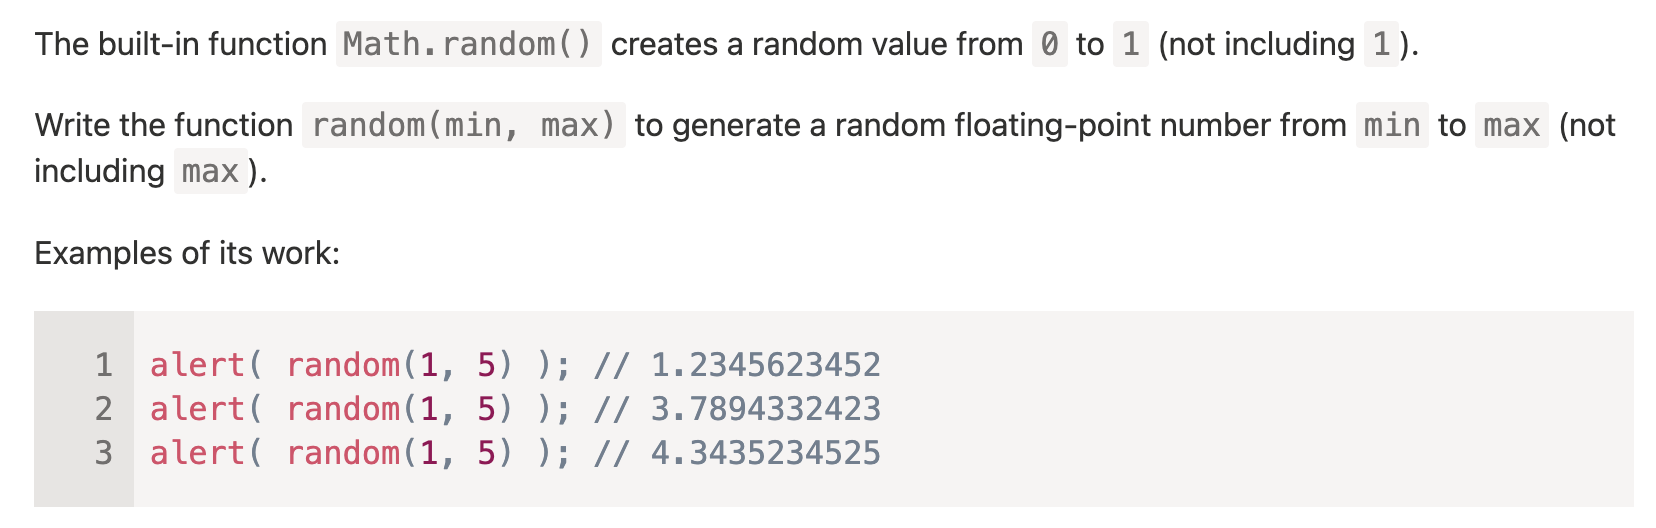 The built-in function Math.random() creates a random value from 0 to 1 (not including 1).
Write the function random(min, max) to generate a random floating-point number from min to max (not
including max).
Examples of its work:
1 alert( random(1, 5) ); // 1.2345623452
2 alert( random(1, 5) ); // 3.7894332423
3 alert( random(1, 5) ); // 4.3435234525